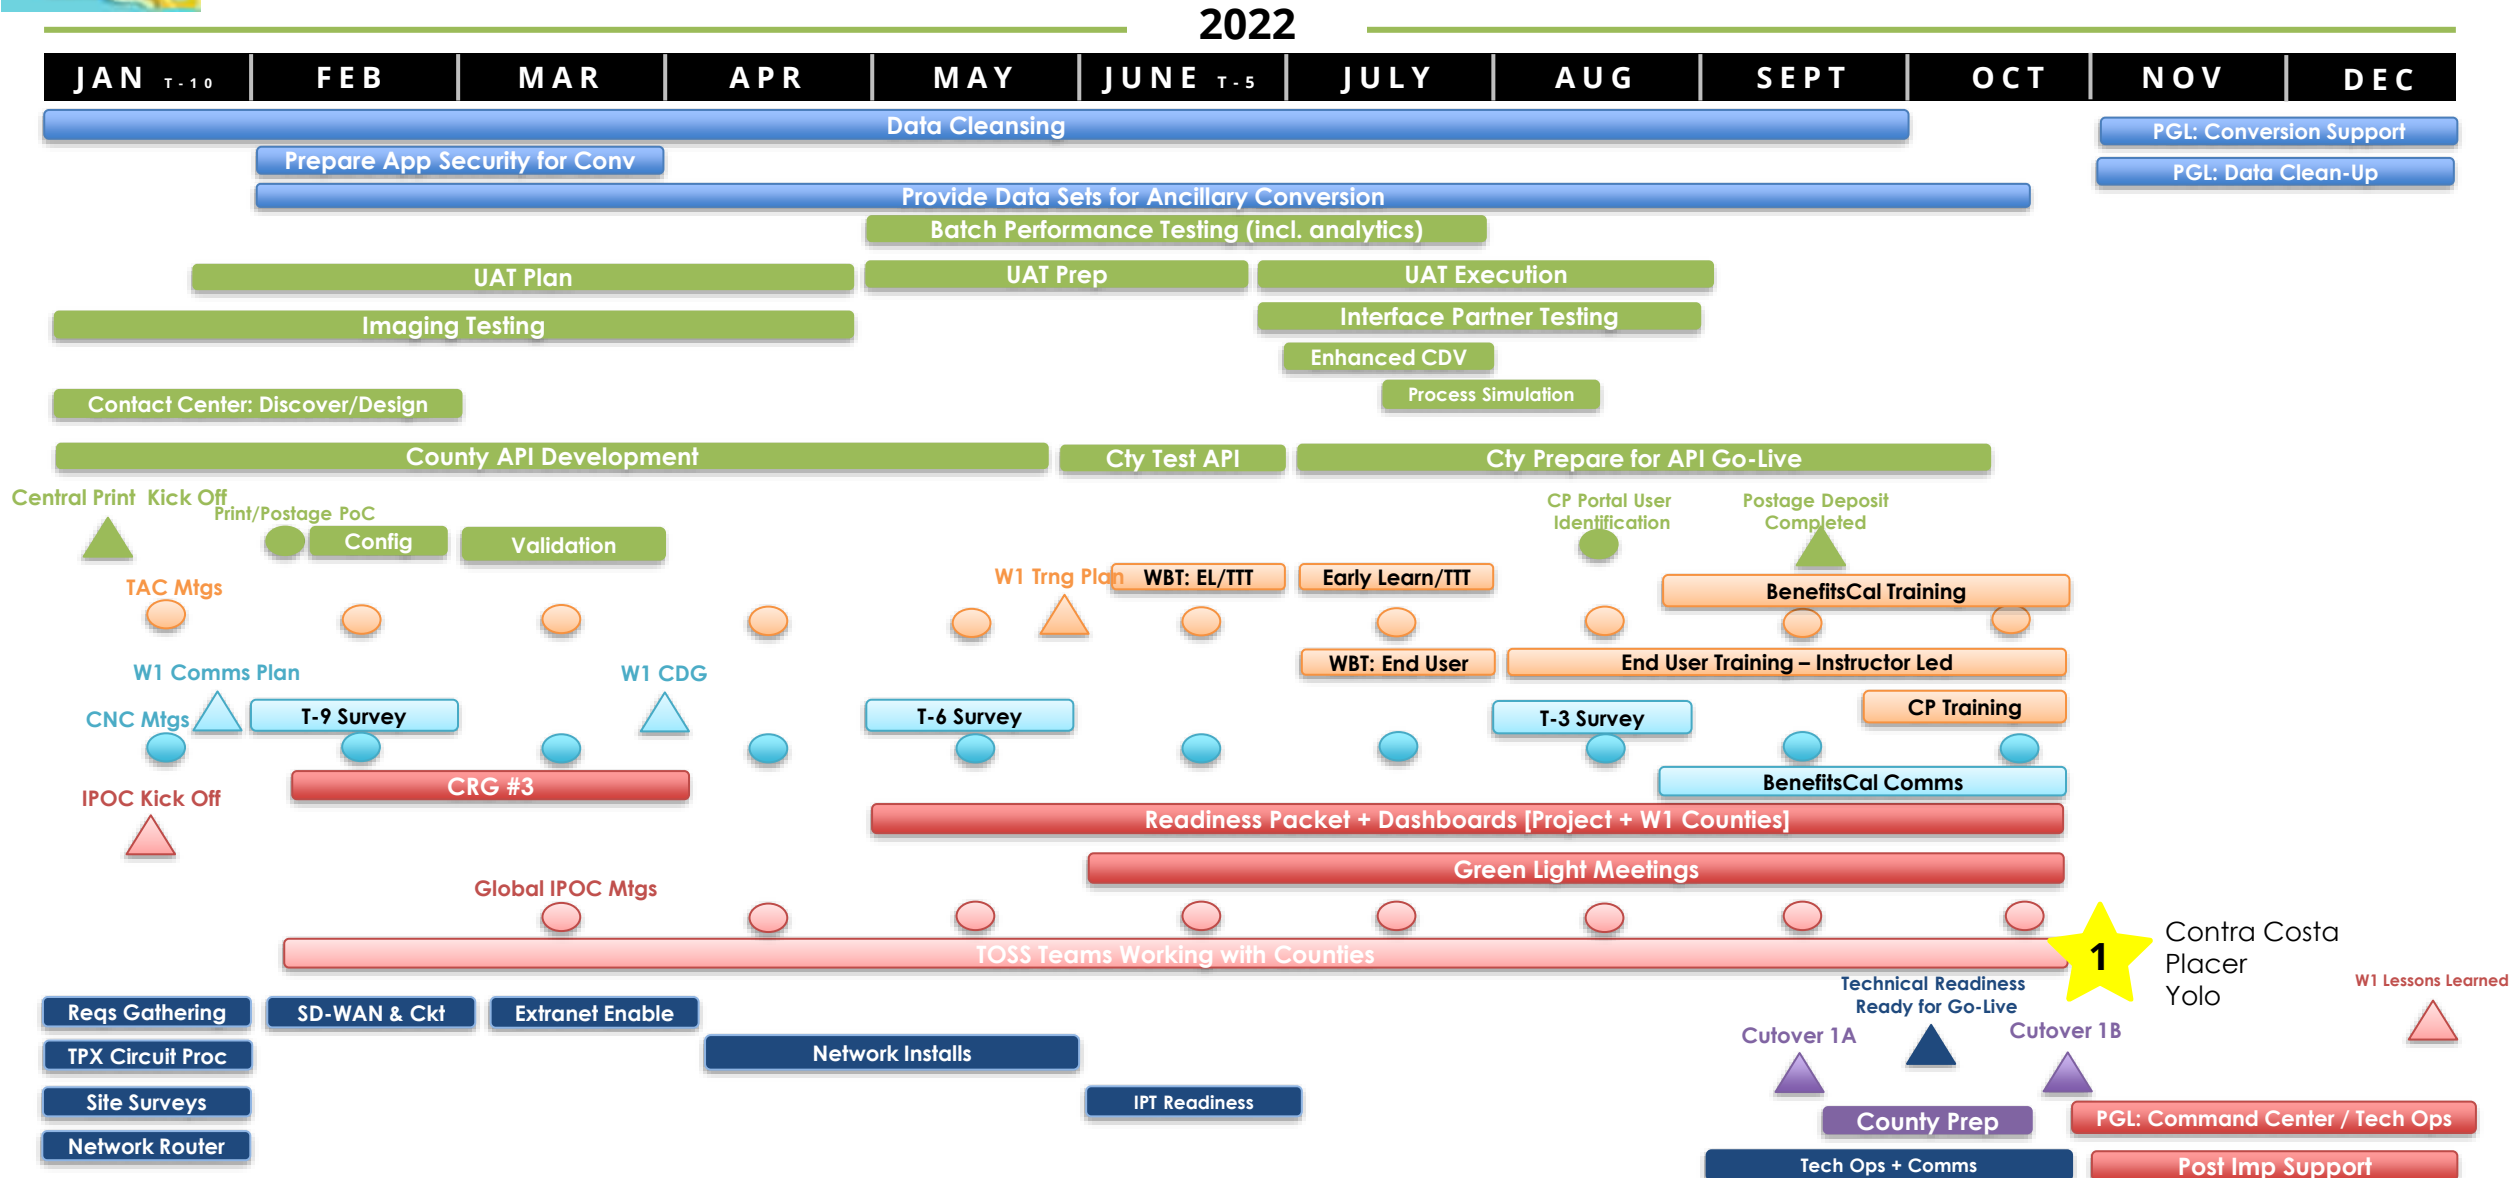 2022
JAN T-10
FEB
MAR
APR
MAY
JUNE T-5
JULY
AUG
SEPT
OCT
NOV
DEC
Data Cleansing
PGL: Conversion Support
Prepare App Security for Conv
PGL: Data Clean-Up
Provide Data Sets for Ancillary Conversion
Batch Performance Testing (incl. analytics)
UAT Plan
UAT Prep
UAT Execution
Imaging Testing
Interface Partner Testing
Enhanced CDV
Process Simulation
Contact Center: Discover/Design
County API Development
Cty Test API
Cty Prepare for API Go-Live
Central Print Kick Off
Print/Postage PoC
Config
Validation
CP Portal User
Identification
Postage Deposit
Completed
TAC Mtgs
W1 Trng Plan
WBT: EL/TTT
Early Learn/TTT
BenefitsCal Training
W1 Comms Plan
W1 CDG
WBT: End User
End User Training – Instructor Led
CNC Mtgs
T-9 Survey
T-6 Survey
T-3 Survey
CP Training
CRG #3
BenefitsCal Comms
IPOC Kick Off
Readiness Packet + Dashboards [Project + W1 Counties]
Green Light Meetings
Global IPOC Mtgs
TOSS Teams Working with Counties
1
Contra Costa
Placer
Yolo
Technical Readiness
Ready for Go-Live
W1 Lessons Learned
Reqs Gathering
SD-WAN & Ckt
Extranet Enable
Cutover 1A
Cutover 1B
TPX Circuit Proc
Network Installs
Site Surveys
IPT Readiness
County Prep
PGL: Command Center / Tech Ops
Network Router
Tech Ops + Comms
Post Imp Support